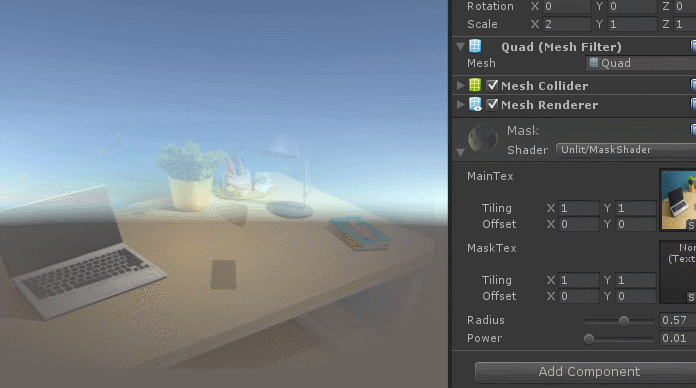 Rotation X 0 Y 0 Z 0
Scale X 2 Y 1 Z 1
Quad (Mesh Filter)
Mesh Quad
Mesh Collider
Mesh Renderer
Mask
Shader Unlit/MaskShader
MainTex
Tiling X 1 Y 1
Offset X 0 Y 0
S
MaskTex
Non
(Text
Tiling X 1 Y 1
Offset X 0 Y 0
S
Radius 0.57
Power 0.01
Add Component